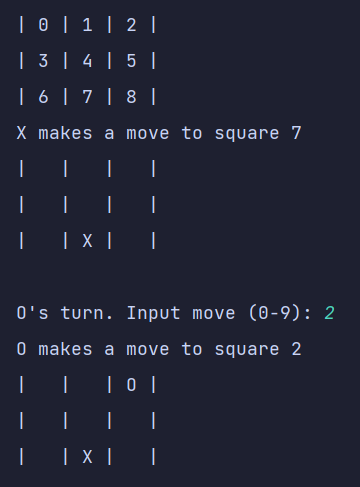 | 0 | 1 | 2 |
| 3 | 4 | 5 |
| 6 | 7 | 8 |
X makes a move to square 7
|   |   |   |
|   |   |   |
|   | X |   |
O's turn. Input move (0-9): 2
O makes a move to square 2
|   |   | O |
|   |   |   |
|   | X |   |